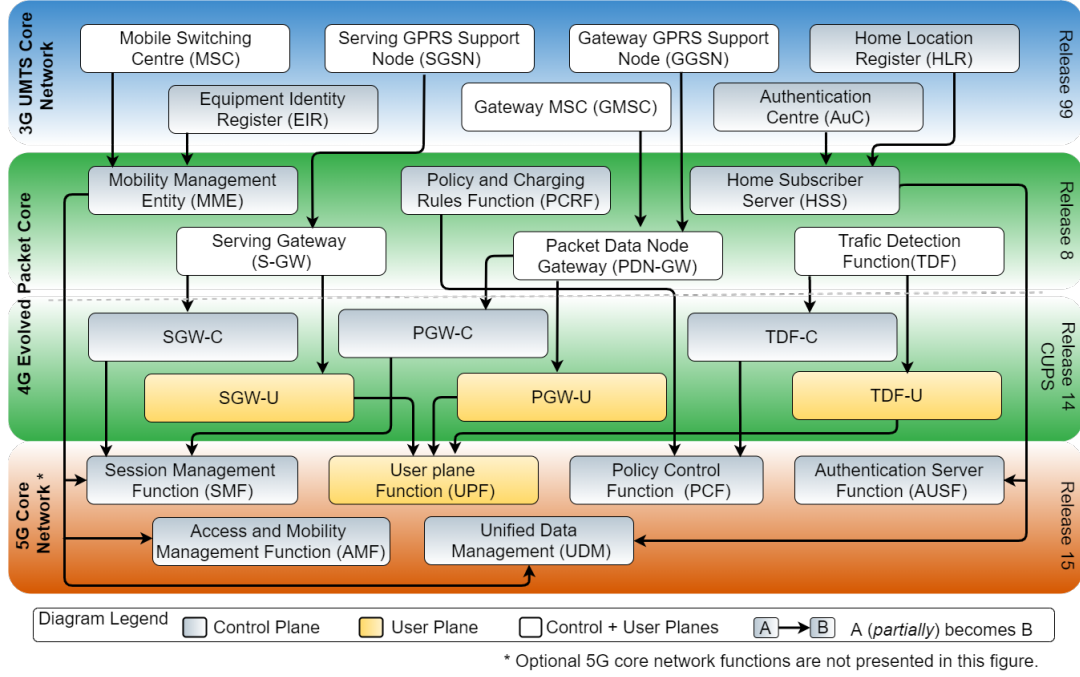 3G UMTS Core
Network
Release 99
Mobile Switching
Centre (MSC)
Serving GPRS Support
Node (SGSN)
Gateway GPRS Support
Node (GGSN)
Home Location
Register (HLR)
Equipment Identity
Register (EIR)
Gateway MSC (GMSC)
Authentication
Centre (AuC)
4G Evolved Packet Core
Release 8
Mobility Management
Entity (MME)
Policy and Charging
Rules Function (PCRF)
Home Subscriber
Server (HSS)
Serving Gateway
(S-GW)
Packet Data Node
Gateway (PDN-GW)
Trafic Detection
Function(TDF)
Release 14
CUPS
SGW-C
PGW-C
TDF-C
SGW-U
PGW-U
TDF-U
5G Core
Network *
Release 15
Session Management
Function (SMF)
User plane
Function (UPF)
Policy Control
Function (PCF)
Authentication Server
Function (AUSF)
Access and Mobility
Management Function (AMF)
Unified Data
Management (UDM)
Diagram Legend
Control Plane
User Plane
Control + User Planes
A
B
A (partially) becomes B
* Optional 5G core network functions are not presented in this figure.